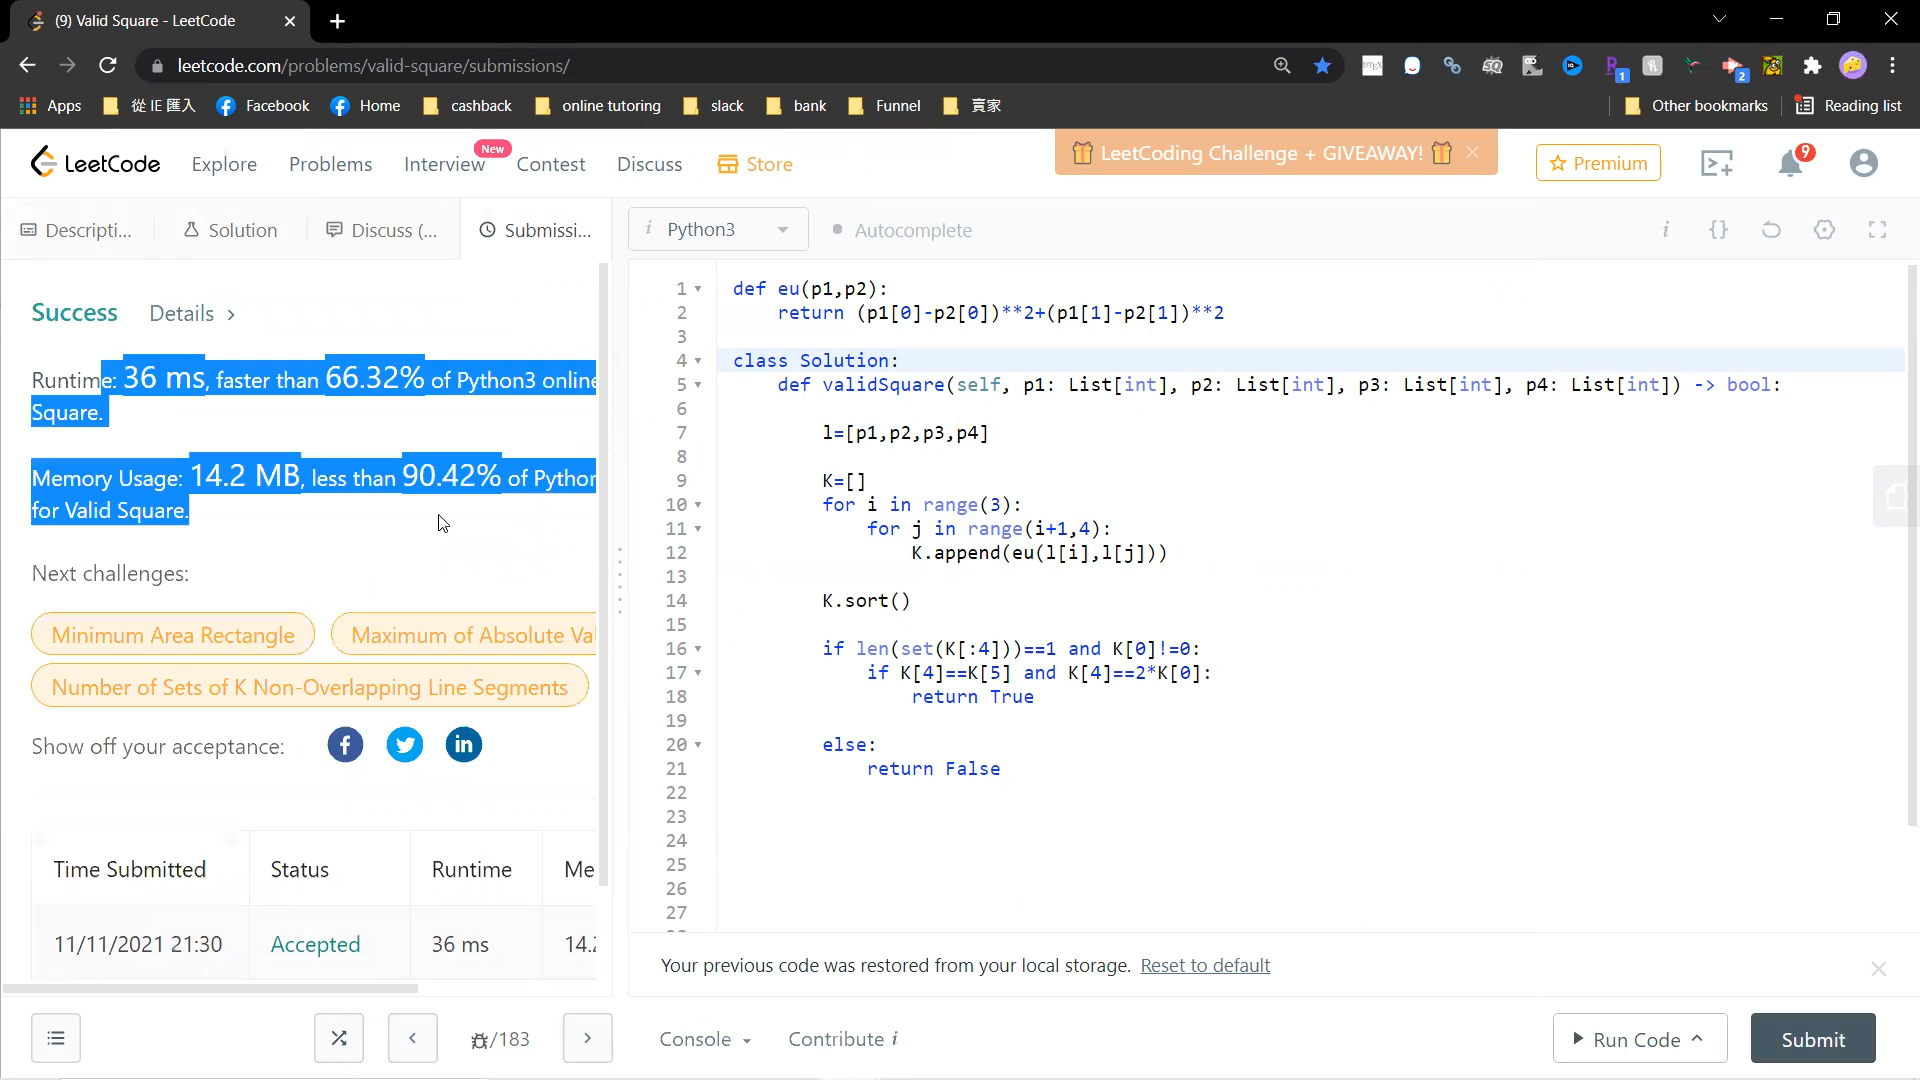 (9) Valid Square - LeetCode
leetcode.com/problems/valid-square/submissions/
1
2
Apps
從 IE 匯入
Facebook
Home
cashback
online tutoring
slack
bank
Funnel
賣家
Other bookmarks
Reading list
LeetCode
Explore
Problems
Interview
New
Contest
Discuss
Store
LeetCoding Challenge + GIVEAWAY!
Premium
9
Descripti...
Solution
Discuss (...
Submissi...
i Python3
Autocomplete
i
{}
Success
Details
Runtime: 36 ms, faster than 66.32% of Python3 online
Square.
Memory Usage: 14.2 MB, less than 90.42% of Python
for Valid Square.
Next challenges:
Minimum Area Rectangle
Maximum of Absolute Val
Number of Sets of K Non-Overlapping Line Segments
Show off your acceptance:
Time Submitted
Status
Runtime
Me
11/11/2021 21:30
Accepted
36 ms
14.2
1 def eu(p1,p2):
2 return (p1[0]-p2[0])**2+(p1[1]-p2[1])**2
3
4 class Solution:
5 def validSquare(self, p1: List[int], p2: List[int], p3: List[int], p4: List[int]) -> bool:
6
7 l=[p1,p2,p3,p4]
8
9 K=[]
10 for i in range(3):
11 for j in range(i+1,4):
12 K.append(eu(l[i],l[j]))
13
14 K.sort()
15
16 if len(set(K[:4]))==1 and K[0]!=0:
17 if K[4]==K[5] and K[4]==2*K[0]:
18 return True
19
20 else:
21 return False
22
23
24
25
26
27
Your previous code was restored from your local storage. Reset to default
/183
Console
Contribute i
Run Code
Submit